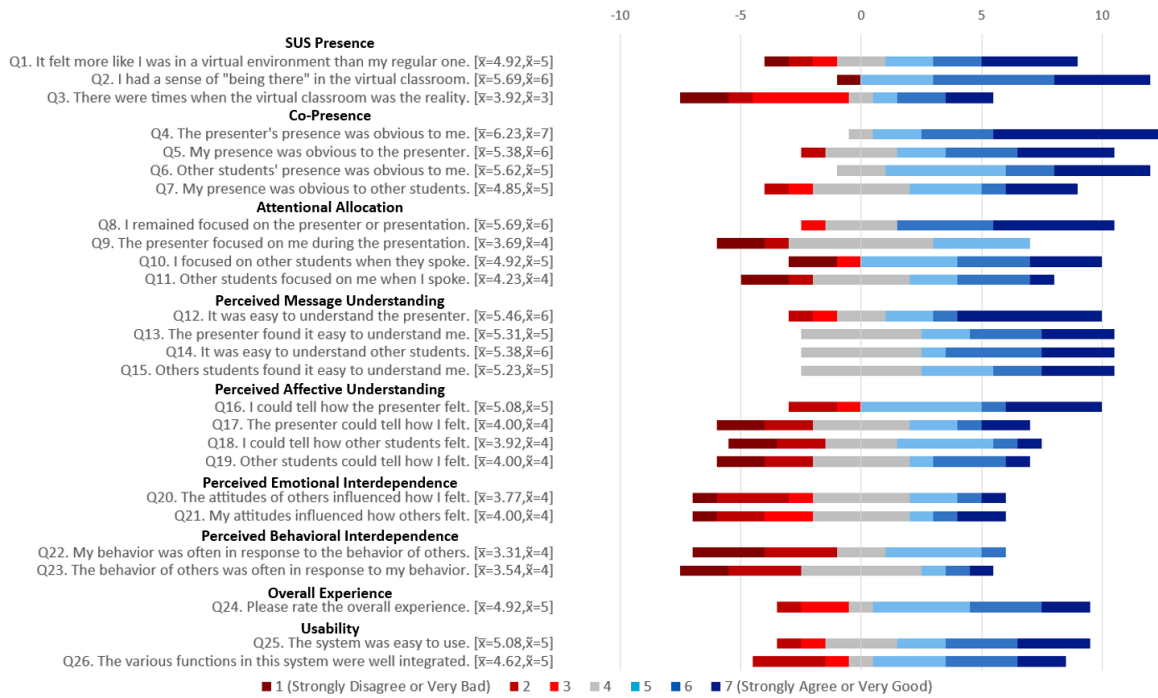 -10 -5 0 5 10
SUS Presence
Q1. It felt more like I was in a virtual environment than my regular one. [x̄=4.92,x̃=5]
Q2. I had a sense of "being there" in the virtual classroom. [x̄=5.69,x̃=6]
Q3. There were times when the virtual classroom was the reality. [x̄=3.92,x̃=3]
Co-Presence
Q4. The presenter's presence was obvious to me. [x̄=6.23,x̃=7]
Q5. My presence was obvious to the presenter. [x̄=5.38,x̃=6]
Q6. Other students' presence was obvious to me. [x̄=5.62,x̃=5]
Q7. My presence was obvious to other students. [x̄=4.85,x̃=5]
Attentional Allocation
Q8. I remained focused on the presenter or presentation. [x̄=5.69,x̃=6]
Q9. The presenter focused on me during the presentation. [x̄=3.69,x̃=4]
Q10. I focused on other students when they spoke. [x̄=4.92,x̃=5]
Q11. Other students focused on me when I spoke. [x̄=4.23,x̃=4]
Perceived Message Understanding
Q12. It was easy to understand the presenter. [x̄=5.46,x̃=6]
Q13. The presenter found it easy to understand me. [x̄=5.31,x̃=5]
Q14. It was easy to understand other students. [x̄=5.38,x̃=6]
Q15. Others students found it easy to understand me. [x̄=5.23,x̃=5]
Perceived Affective Understanding
Q16. I could tell how the presenter felt. [x̄=5.08,x̃=5]
Q17. The presenter could tell how I felt. [x̄=4.00,x̃=4]
Q18. I could tell how other students felt. [x̄=3.92,x̃=4]
Q19. Other students could tell how I felt. [x̄=4.00,x̃=4]
Perceived Emotional Interdependence
Q20. The attitudes of others influenced how I felt. [x̄=3.77,x̃=4]
Q21. My attitudes influenced how others felt. [x̄=4.00,x̃=4]
Perceived Behavioral Interdependence
Q22. My behavior was often in response to the behavior of others. [x̄=3.31,x̃=4]
Q23. The behavior of others was often in response to my behavior. [x̄=3.54,x̃=4]
Overall Experience
Q24. Please rate the overall experience. [x̄=4.92,x̃=5]
Usability
Q25. The system was easy to use. [x̄=5.08,x̃=5]
Q26. The various functions in this system were well integrated. [x̄=4.62,x̃=5]
1 (Strongly Disagree or Very Bad) 2 3 4 5 6 7 (Strongly Agree or Very Good)